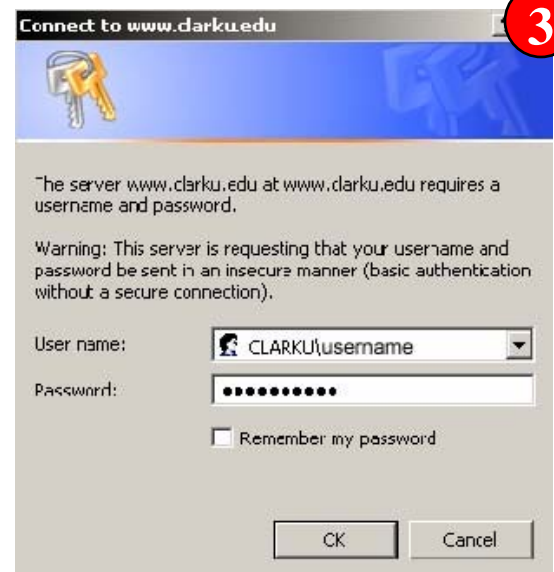 Connect to www.clarku.edu
3
The server www.clarku.edu at www.clarku.edu requires a
username and password.
Warning: This server is requesting that your username and
password be sent in an insecure manner (basic authentication
without a secure connection).
User name:
CLARKU\username
Password:
Remember my password
OK
Cancel